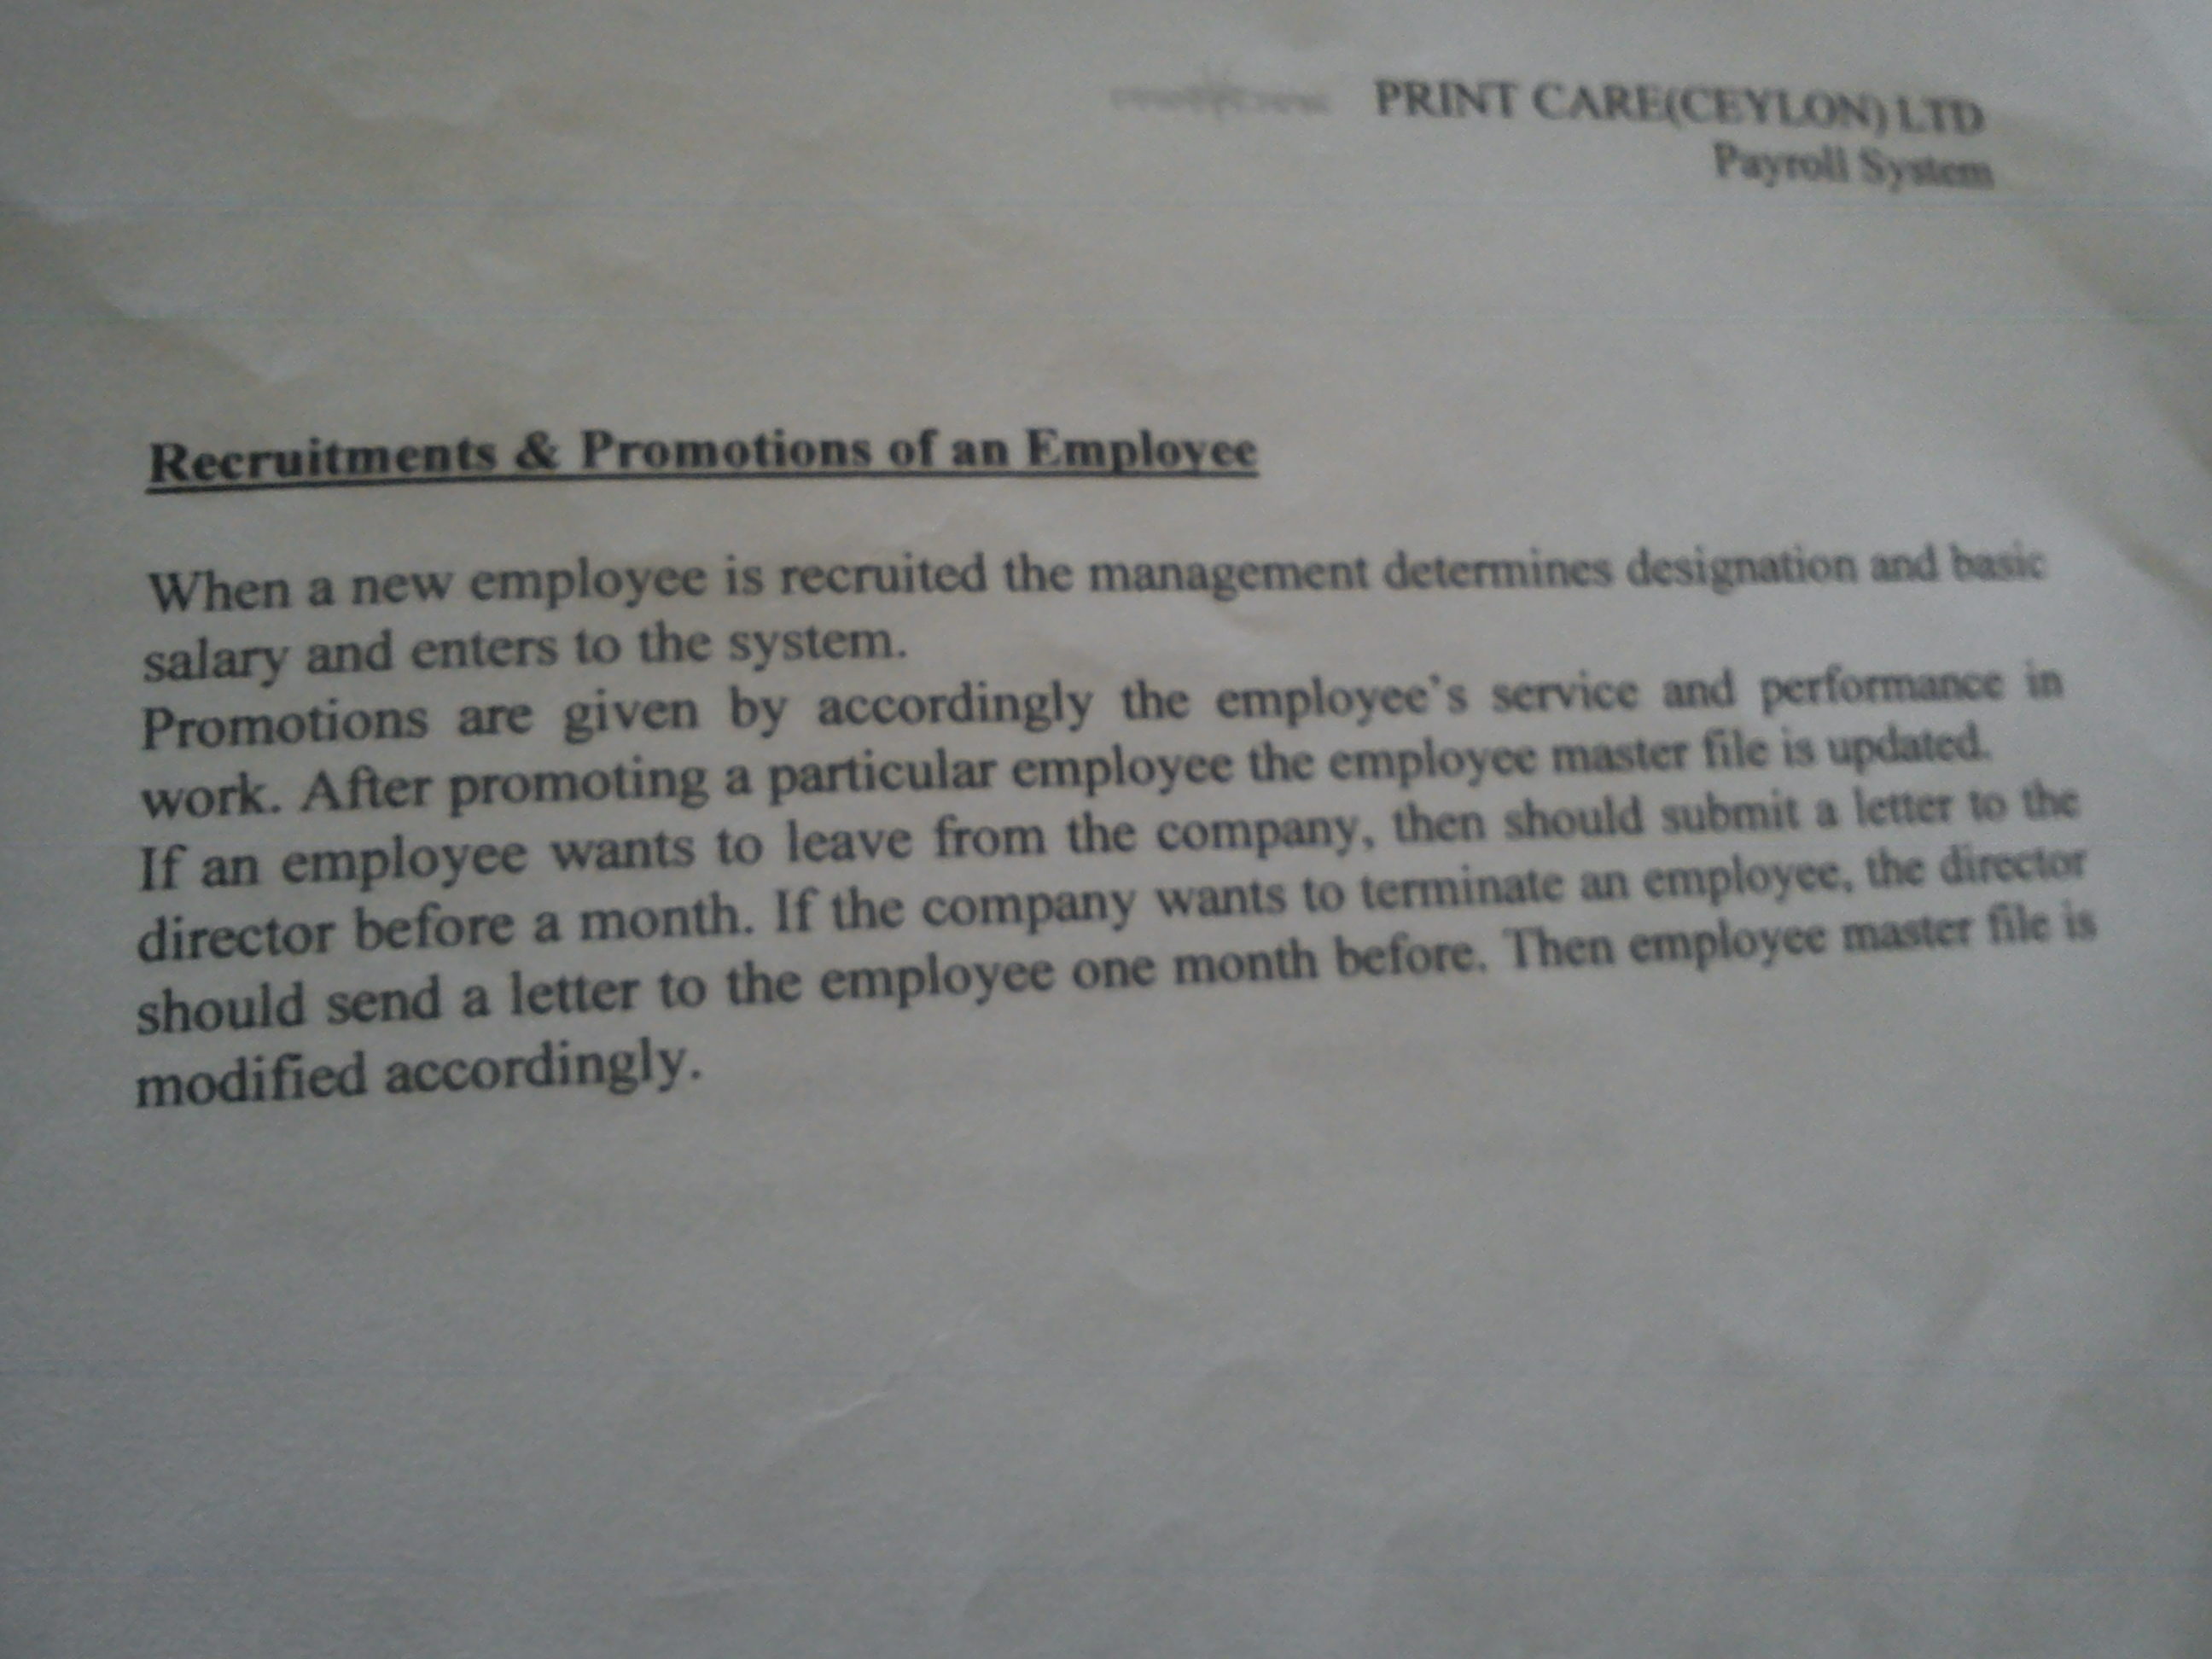 PRINT CARE(CEYLON) LTD
Payroll System
Recruitments & Promotions of an Employee
When a new employee is recruited the management determines designation and basic
salary and enters to the system.
Promotions are given by accordingly the employee's service and performance in
work. After promoting a particular employee the employee master file is updated.
If an employee wants to leave from the company, then should submit a letter to the
director before a month. If the company wants to terminate an employee, the director
should send a letter to the employee one month before. Then employee master file is
modified accordingly.